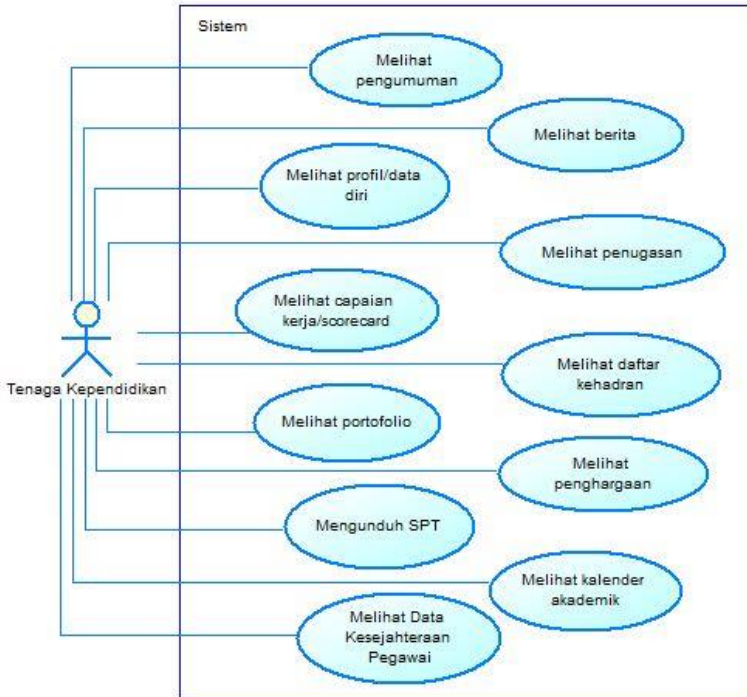 Sistem
Melihat
pengumuman
Melihat berita
Melihat profil/data
diri
Melihat penugasan
Melihat capaian
kerja/scorecard
Melihat daftar
kehadran
Tenaga Kependidikan
Melihat portofolio
Melihat
penghargaan
Mengunduh SPT
Melihat kalender
akademik
Melihat Data
Kesejahteraan
Pegawai